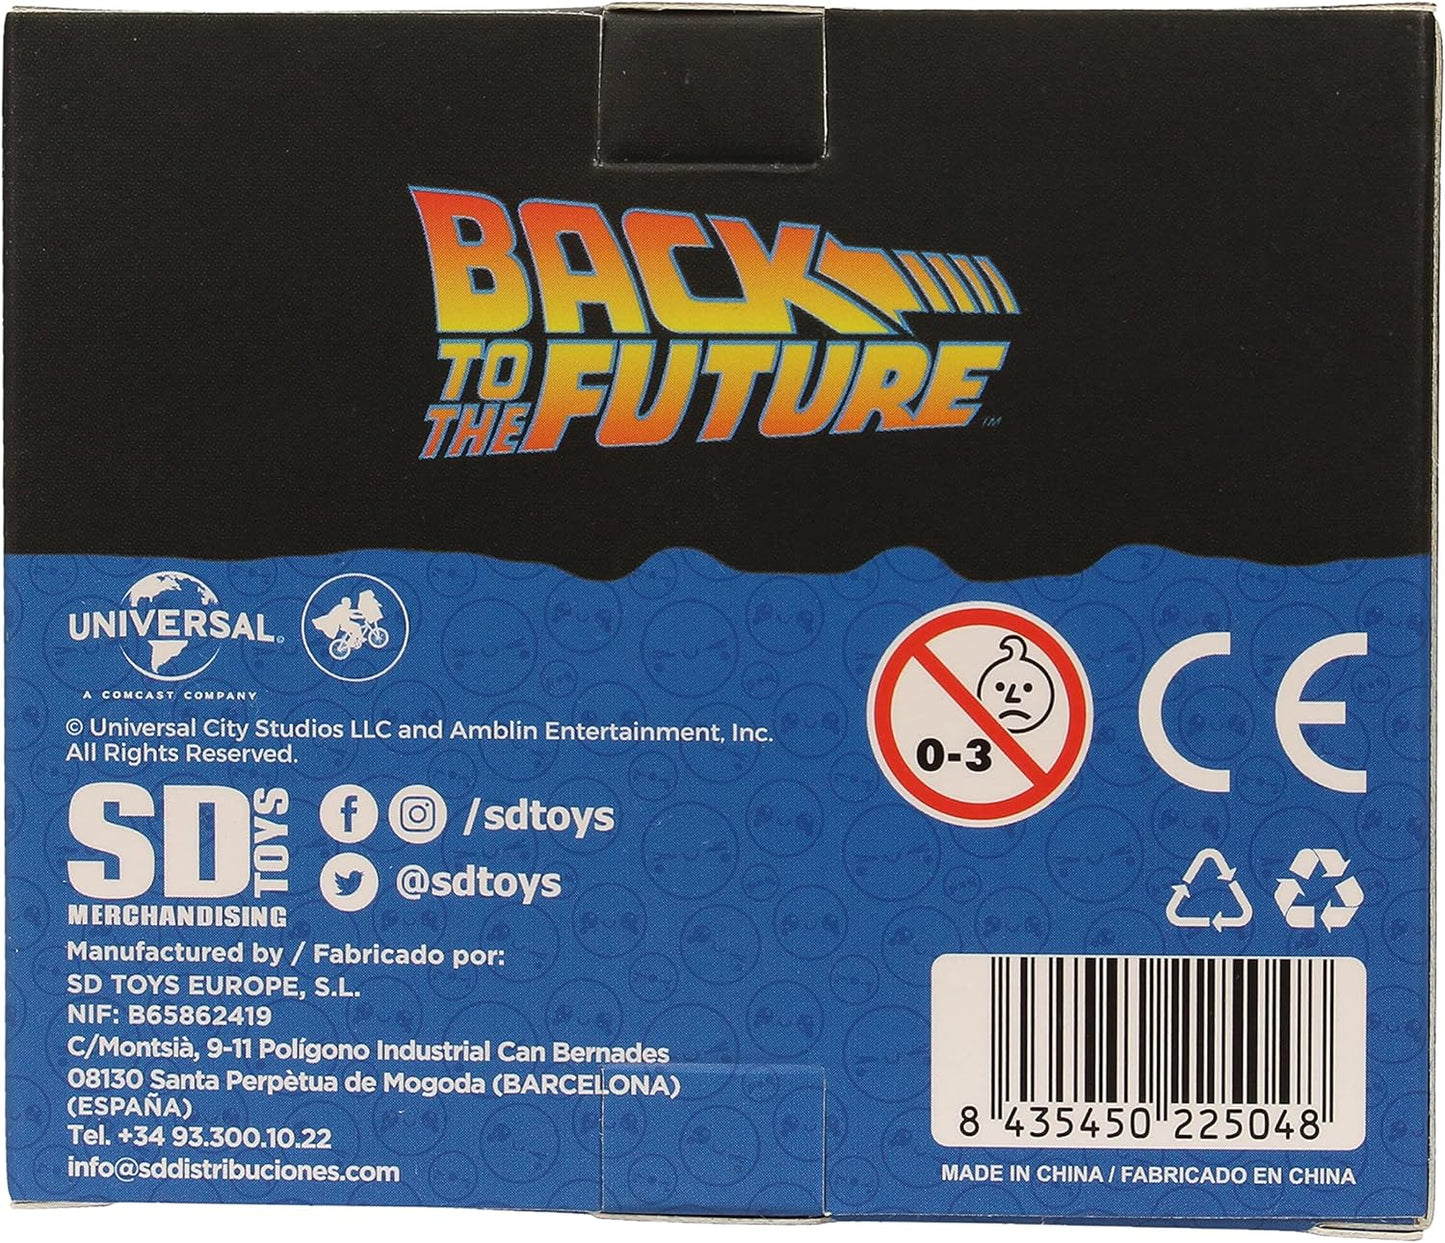 BACK
TO THE FUTURE™
UNIVERSAL®
A COMCAST COMPANY
© Universal City Studios LLC and Amblin Entertainment, Inc.
All Rights Reserved.
SD TOYS
MERCHANDISING
/sdtoys
@sdtoys
Manufactured by / Fabricado por:
SD TOYS EUROPE, S.L.
NIF: B65862419
C/Montsià, 9-11 Polígono Industrial Can Bernades
08130 Santa Perpètua de Mogoda (BARCELONA)
(ESPAÑA)
Tel. +34 93.300.10.22
info@sddistribuciones.com
0-3
CE
8 435450 225048
MADE IN CHINA / FABRICADO EN CHINA